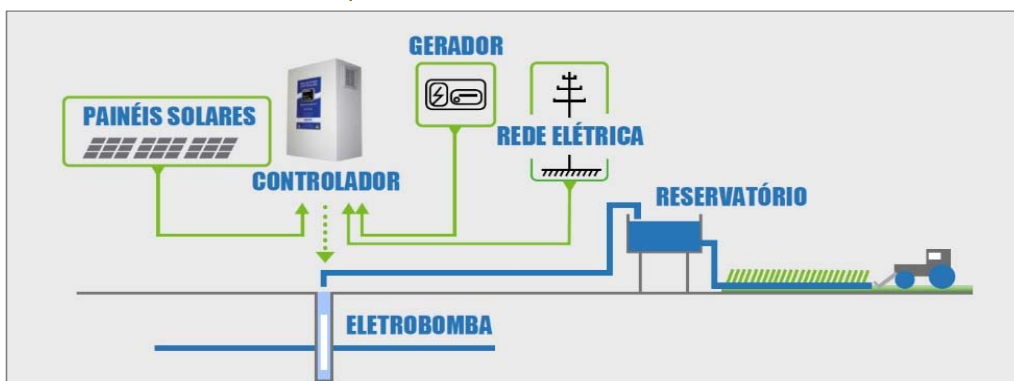 GERADOR
PAINÉIS SOLARES
REDE ELÉTRICA
CONTROLADOR
RESERVATÓRIO
ELETROBOMBA